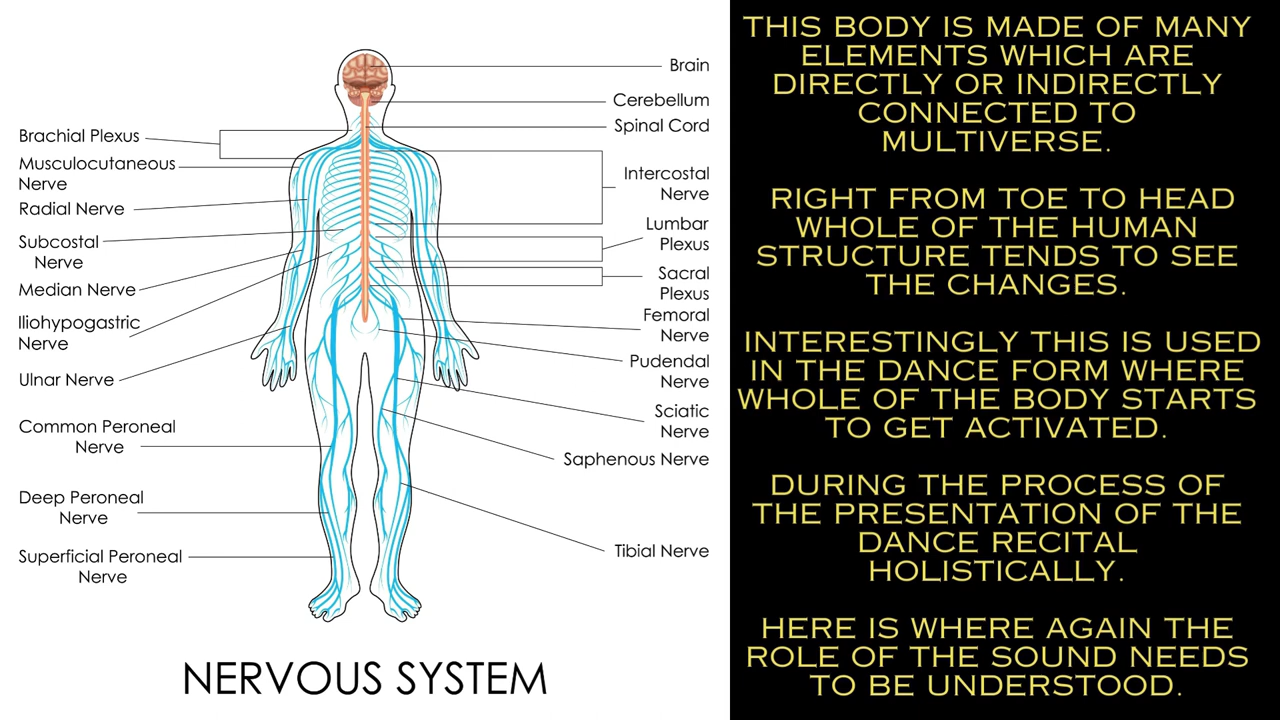 Brain
Cerebellum
Spinal Cord
Intercostal
Nerve
Lumbar
Plexus
Sacral
Plexus
Femoral
Nerve
Pudendal
Nerve
Sciatic
Nerve
Saphenous Nerve
Tibial Nerve
Brachial Plexus
Musculocutaneous
Nerve
Radial Nerve
Subcostal
Nerve
Median Nerve
Iliohypogastric
Nerve
Ulnar Nerve
Common Peroneal
Nerve
Deep Peroneal
Nerve
Superficial Peroneal
Nerve
NERVOUS SYSTEM
THIS BODY IS MADE OF MANY
ELEMENTS WHICH ARE
DIRECTLY OR INDIRECTLY
CONNECTED TO
MULTIVERSE.
RIGHT FROM TOE TO HEAD
WHOLE OF THE HUMAN
STRUCTURE TENDS TO SEE
THE CHANGES.
INTERESTINGLY THIS IS USED
IN THE DANCE FORM WHERE
WHOLE OF THE BODY STARTS
TO GET ACTIVATED.
DURING THE PROCESS OF
THE PRESENTATION OF THE
DANCE RECITAL
HOLISTICALLY.
HERE IS WHERE AGAIN THE
ROLE OF THE SOUND NEEDS
TO BE UNDERSTOOD.